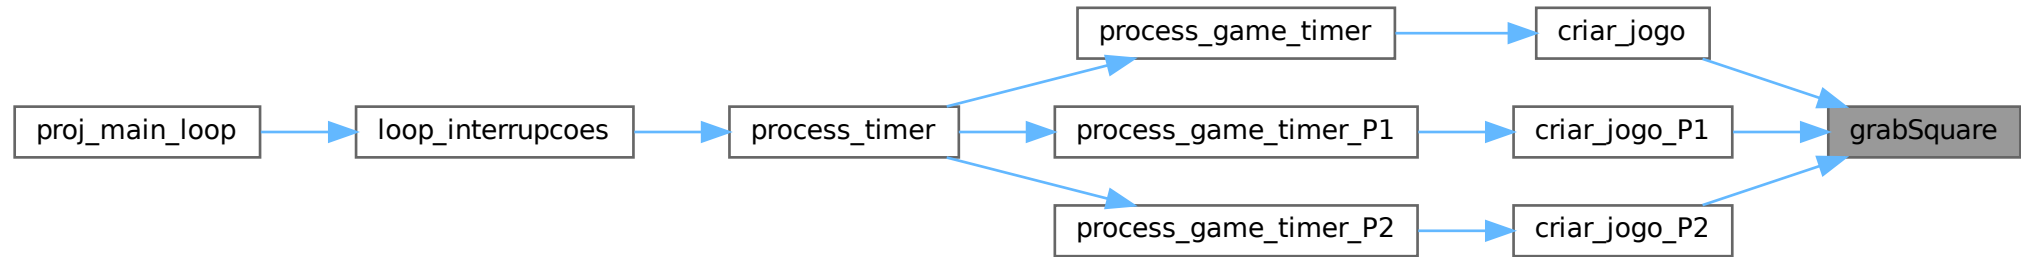 proj_main_loop
loop_interrupcoes
process_timer
process_game_timer
criar_jogo
process_game_timer_P1
criar_jogo_P1
process_game_timer_P2
criar_jogo_P2
grabSquare